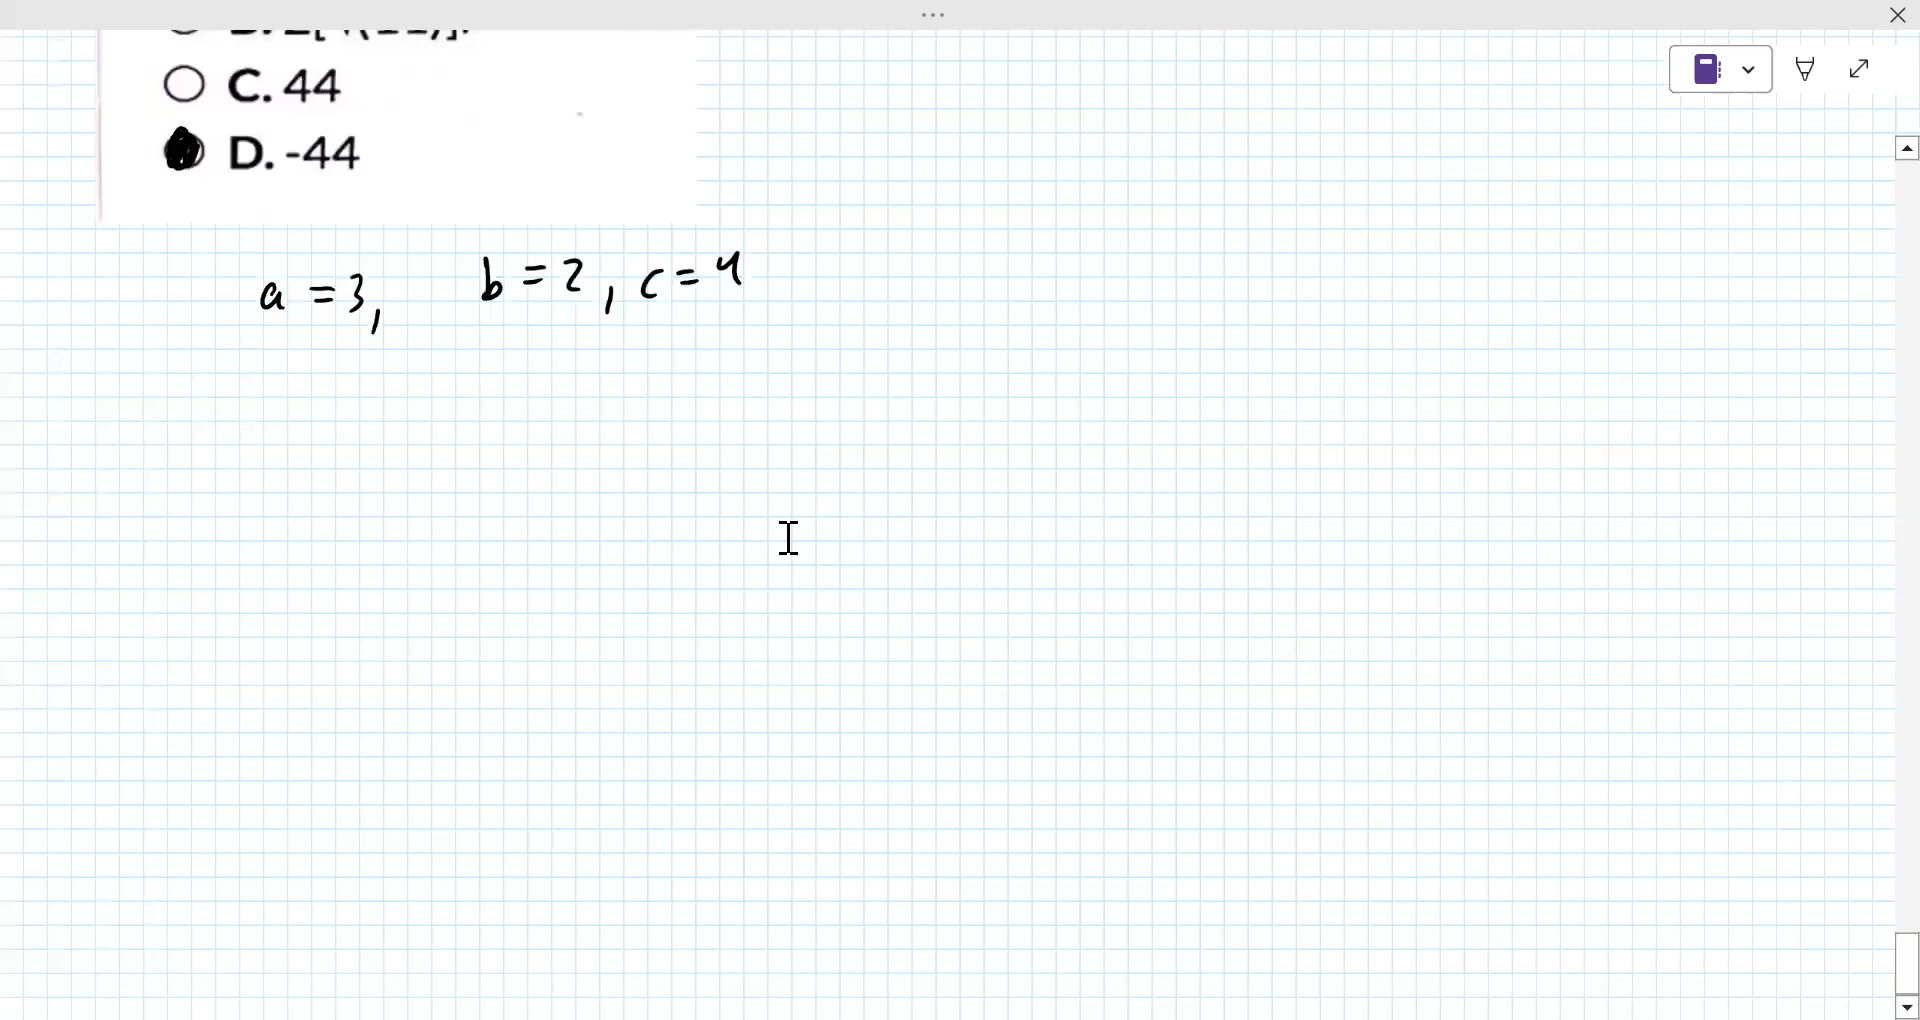 C. 44
D. -44
a = 3, b = 2, c = 4